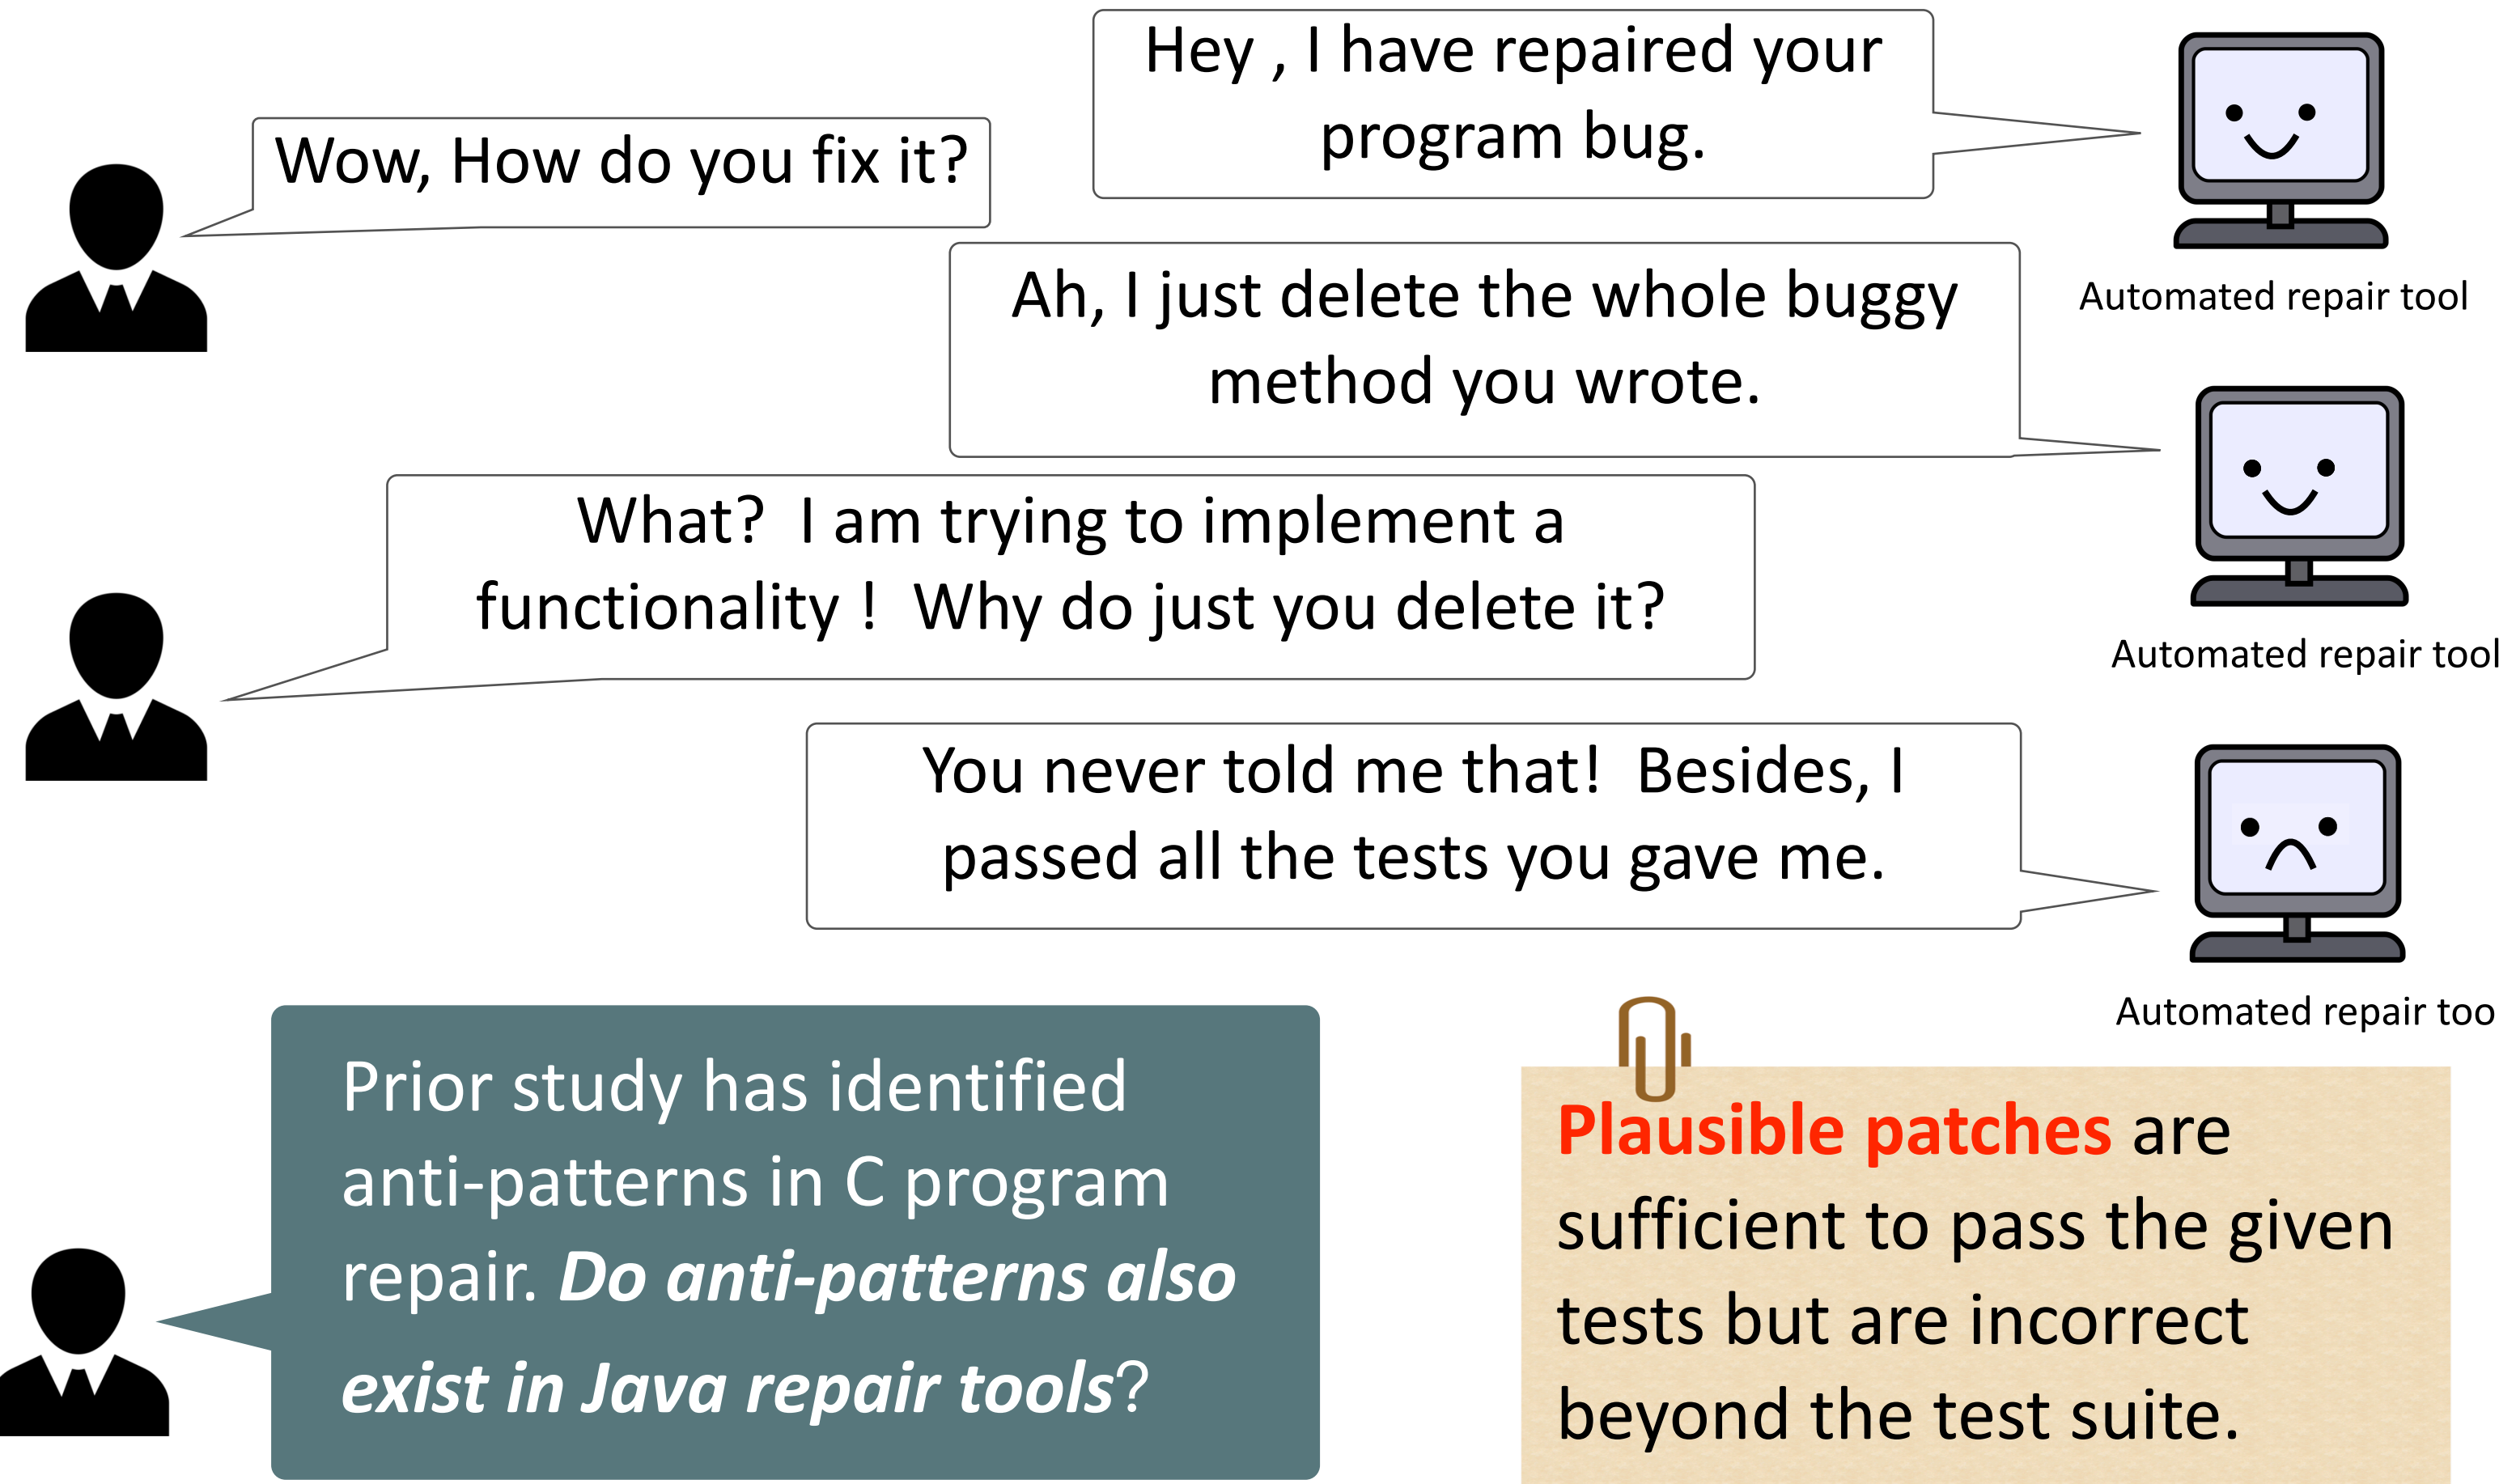 Hey , I have repaired your
program bug.
Wow, How do you fix it?
Automated repair tool
Ah, I just delete the whole buggy
method you wrote.
What?  I am trying to implement a
functionality !  Why do just you delete it?
Automated repair tool
You never told me that!  Besides, I
passed all the tests you gave me.
Automated repair too
Prior study has identified
anti-patterns in C program
repair. Do anti-patterns also
exist in Java repair tools?
Plausible patches are
sufficient to pass the given
tests but are incorrect
beyond the test suite.